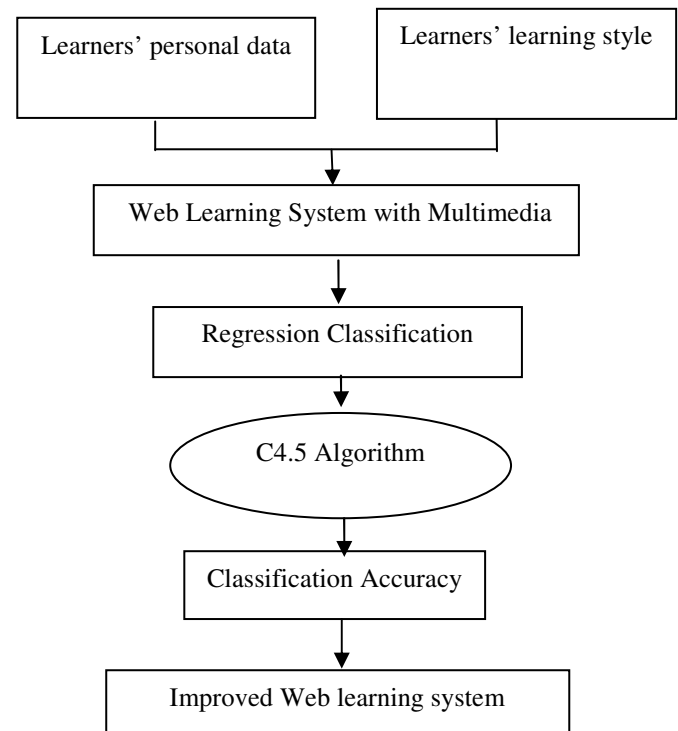 Learners’ personal data
Learners’ learning style
Web Learning System with Multimedia
Regression Classification
C4.5 Algorithm
Classification Accuracy
Improved Web learning system